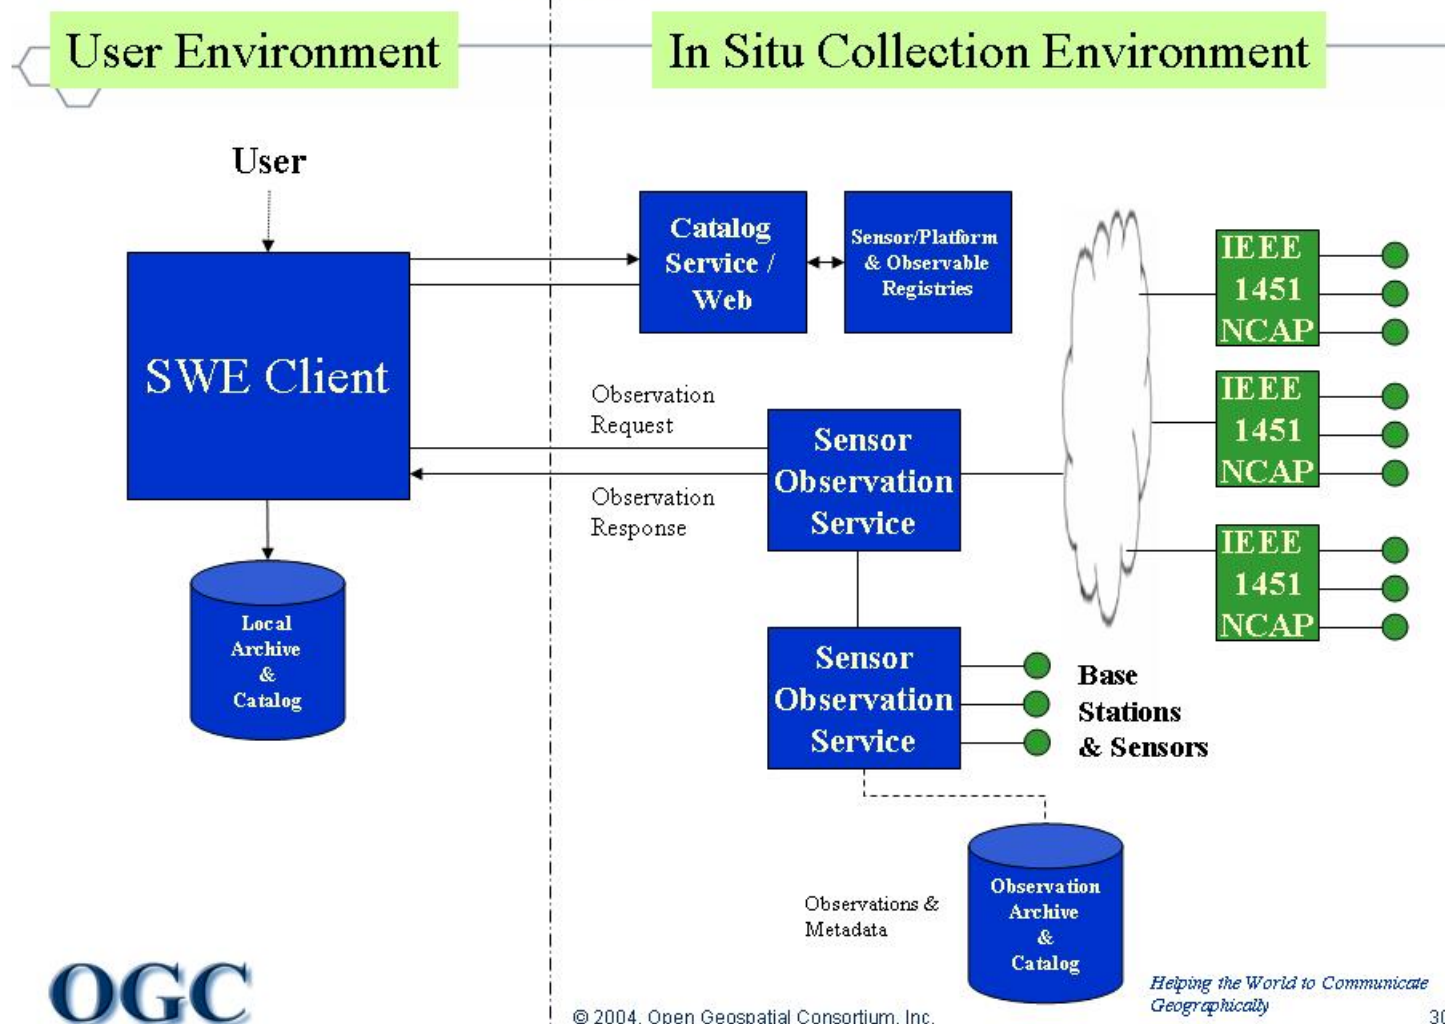 User Environment
In Situ Collection Environment
User
SWE Client
Local
Archive
&
Catalog
Catalog
Service /
Web
Sensor/Platform
& Observable
Registries
Observation
Request
Observation
Response
Sensor
Observation
Service
Sensor
Observation
Service
Base
Stations
& Sensors
IEEE
1451
NCAP
IEEE
1451
NCAP
IEEE
1451
NCAP
Observations &
Metadata
Observation
Archive
&
Catalog
OGC
© 2004, Open Geospatial Consortium, Inc.
Helping the World to Communicate
Geographically
30